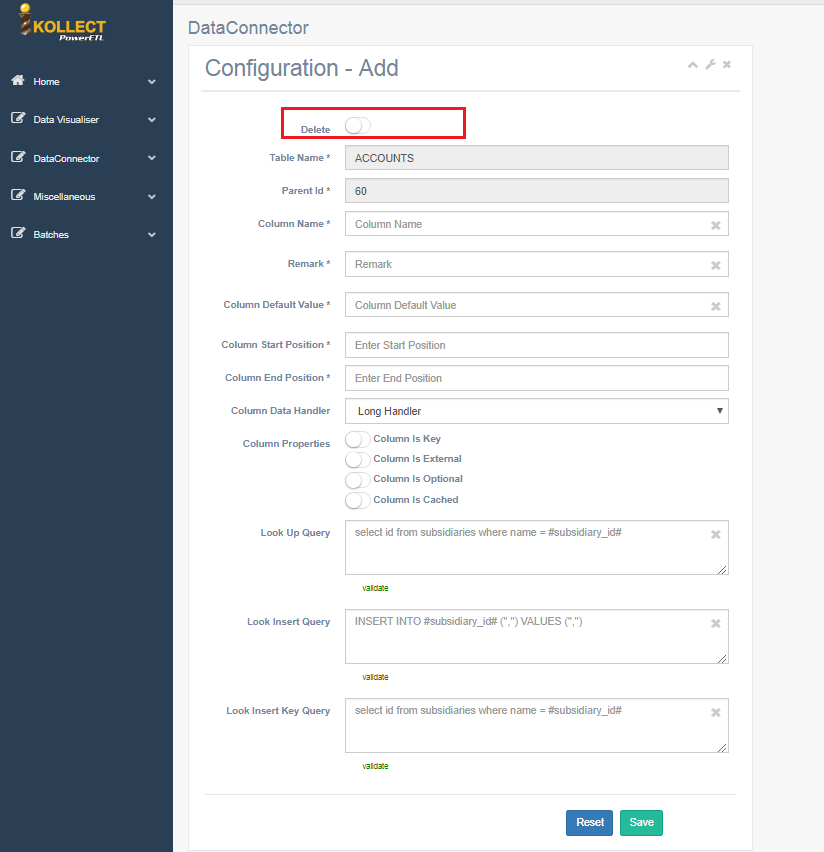 KOLLECT
PowerETL
DataConnector
Configuration - Add
Home
Data Visualiser
DataConnector
Miscellaneous
Batches
Delete
Table Name * ACCOUNTS
Parent Id * 60
Column Name * Column Name
Remark * Remark
Column Default Value * Column Default Value
Column Start Position * Enter Start Position
Column End Position * Enter End Position
Column Data Handler Long Handler
Column Properties Column Is Key
Column Is External
Column Is Optional
Column Is Cached
Look Up Query select id from subsidiaries where name = #subsidiary_id#
validate
Look Insert Query INSERT INTO #subsidiary_id# (",") VALUES (",")
validate
Look Insert Key Query select id from subsidiaries where name = #subsidiary_id#
validate
Reset Save